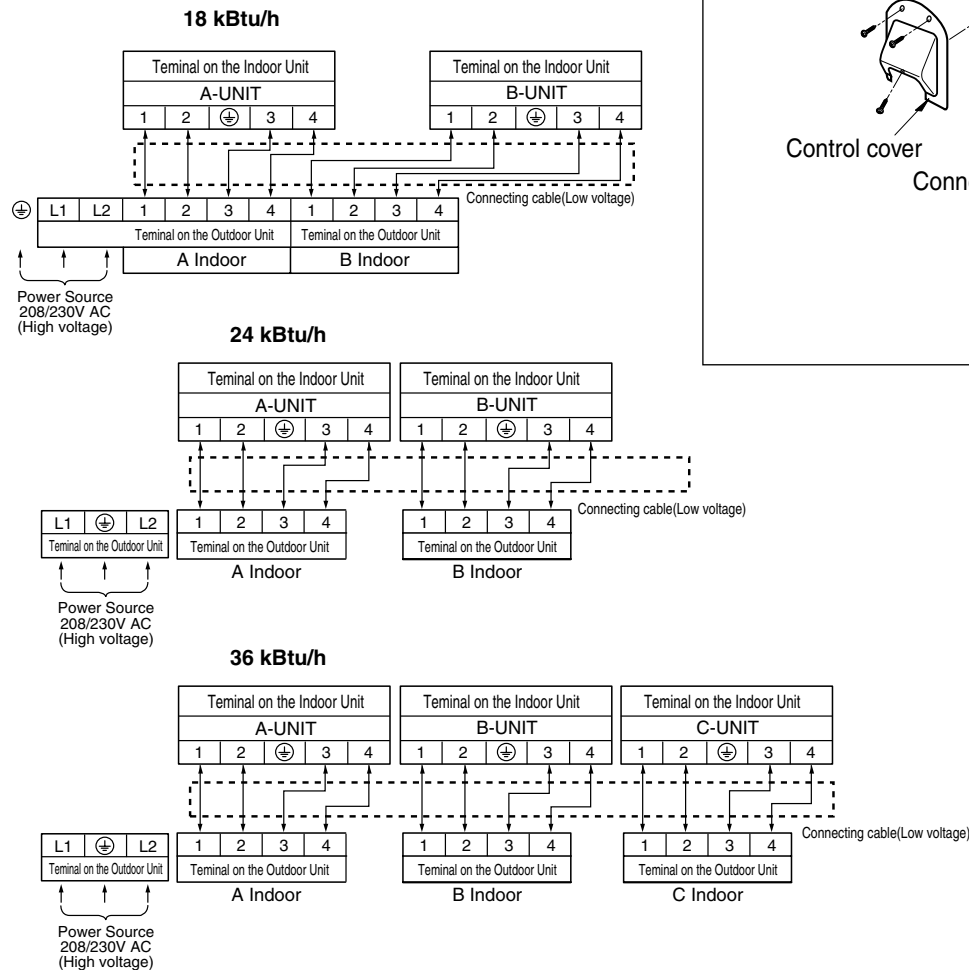 18 kBtu/h
Teminal on the Indoor Unit
A-UNIT
1 2 3 4
Teminal on the Indoor Unit
B-UNIT
1 2 3 4
Connecting cable(Low voltage)
L1 L2 1 2 3 4 1 2 3 4
Teminal on the Outdoor Unit Teminal on the Outdoor Unit
A Indoor B Indoor
Power Source
208/230V AC
(High voltage)
Control cover
Conne
24 kBtu/h
Teminal on the Indoor Unit
A-UNIT
1 2 3 4
Teminal on the Indoor Unit
B-UNIT
1 2 3 4
Connecting cable(Low voltage)
L1 L2
Teminal on the Outdoor Unit
1 2 3 4
Teminal on the Outdoor Unit
A Indoor
1 2 3 4
Teminal on the Outdoor Unit
B Indoor
Power Source
208/230V AC
(High voltage)
36 kBtu/h
Teminal on the Indoor Unit
A-UNIT
1 2 3 4
Teminal on the Indoor Unit
B-UNIT
1 2 3 4
Teminal on the Indoor Unit
C-UNIT
1 2 3 4
Connecting cable(Low voltage)
L1 L2
Teminal on the Outdoor Unit
1 2 3 4
Teminal on the Outdoor Unit
A Indoor
1 2 3 4
Teminal on the Outdoor Unit
B Indoor
1 2 3 4
Teminal on the Outdoor Unit
C Indoor
Power Source
208/230V AC
(High voltage)